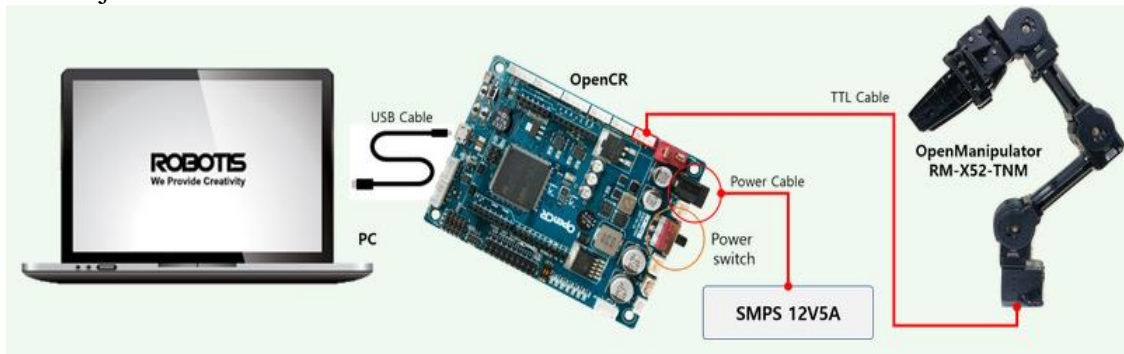 ROBOTIS
We Provide Creativity
PC
USB Cable
OpenCR
OpenCR
TTL Cable
Power Cable
Power
switch
SMPS 12V5A
OpenManipulator
RM-X52-TNM